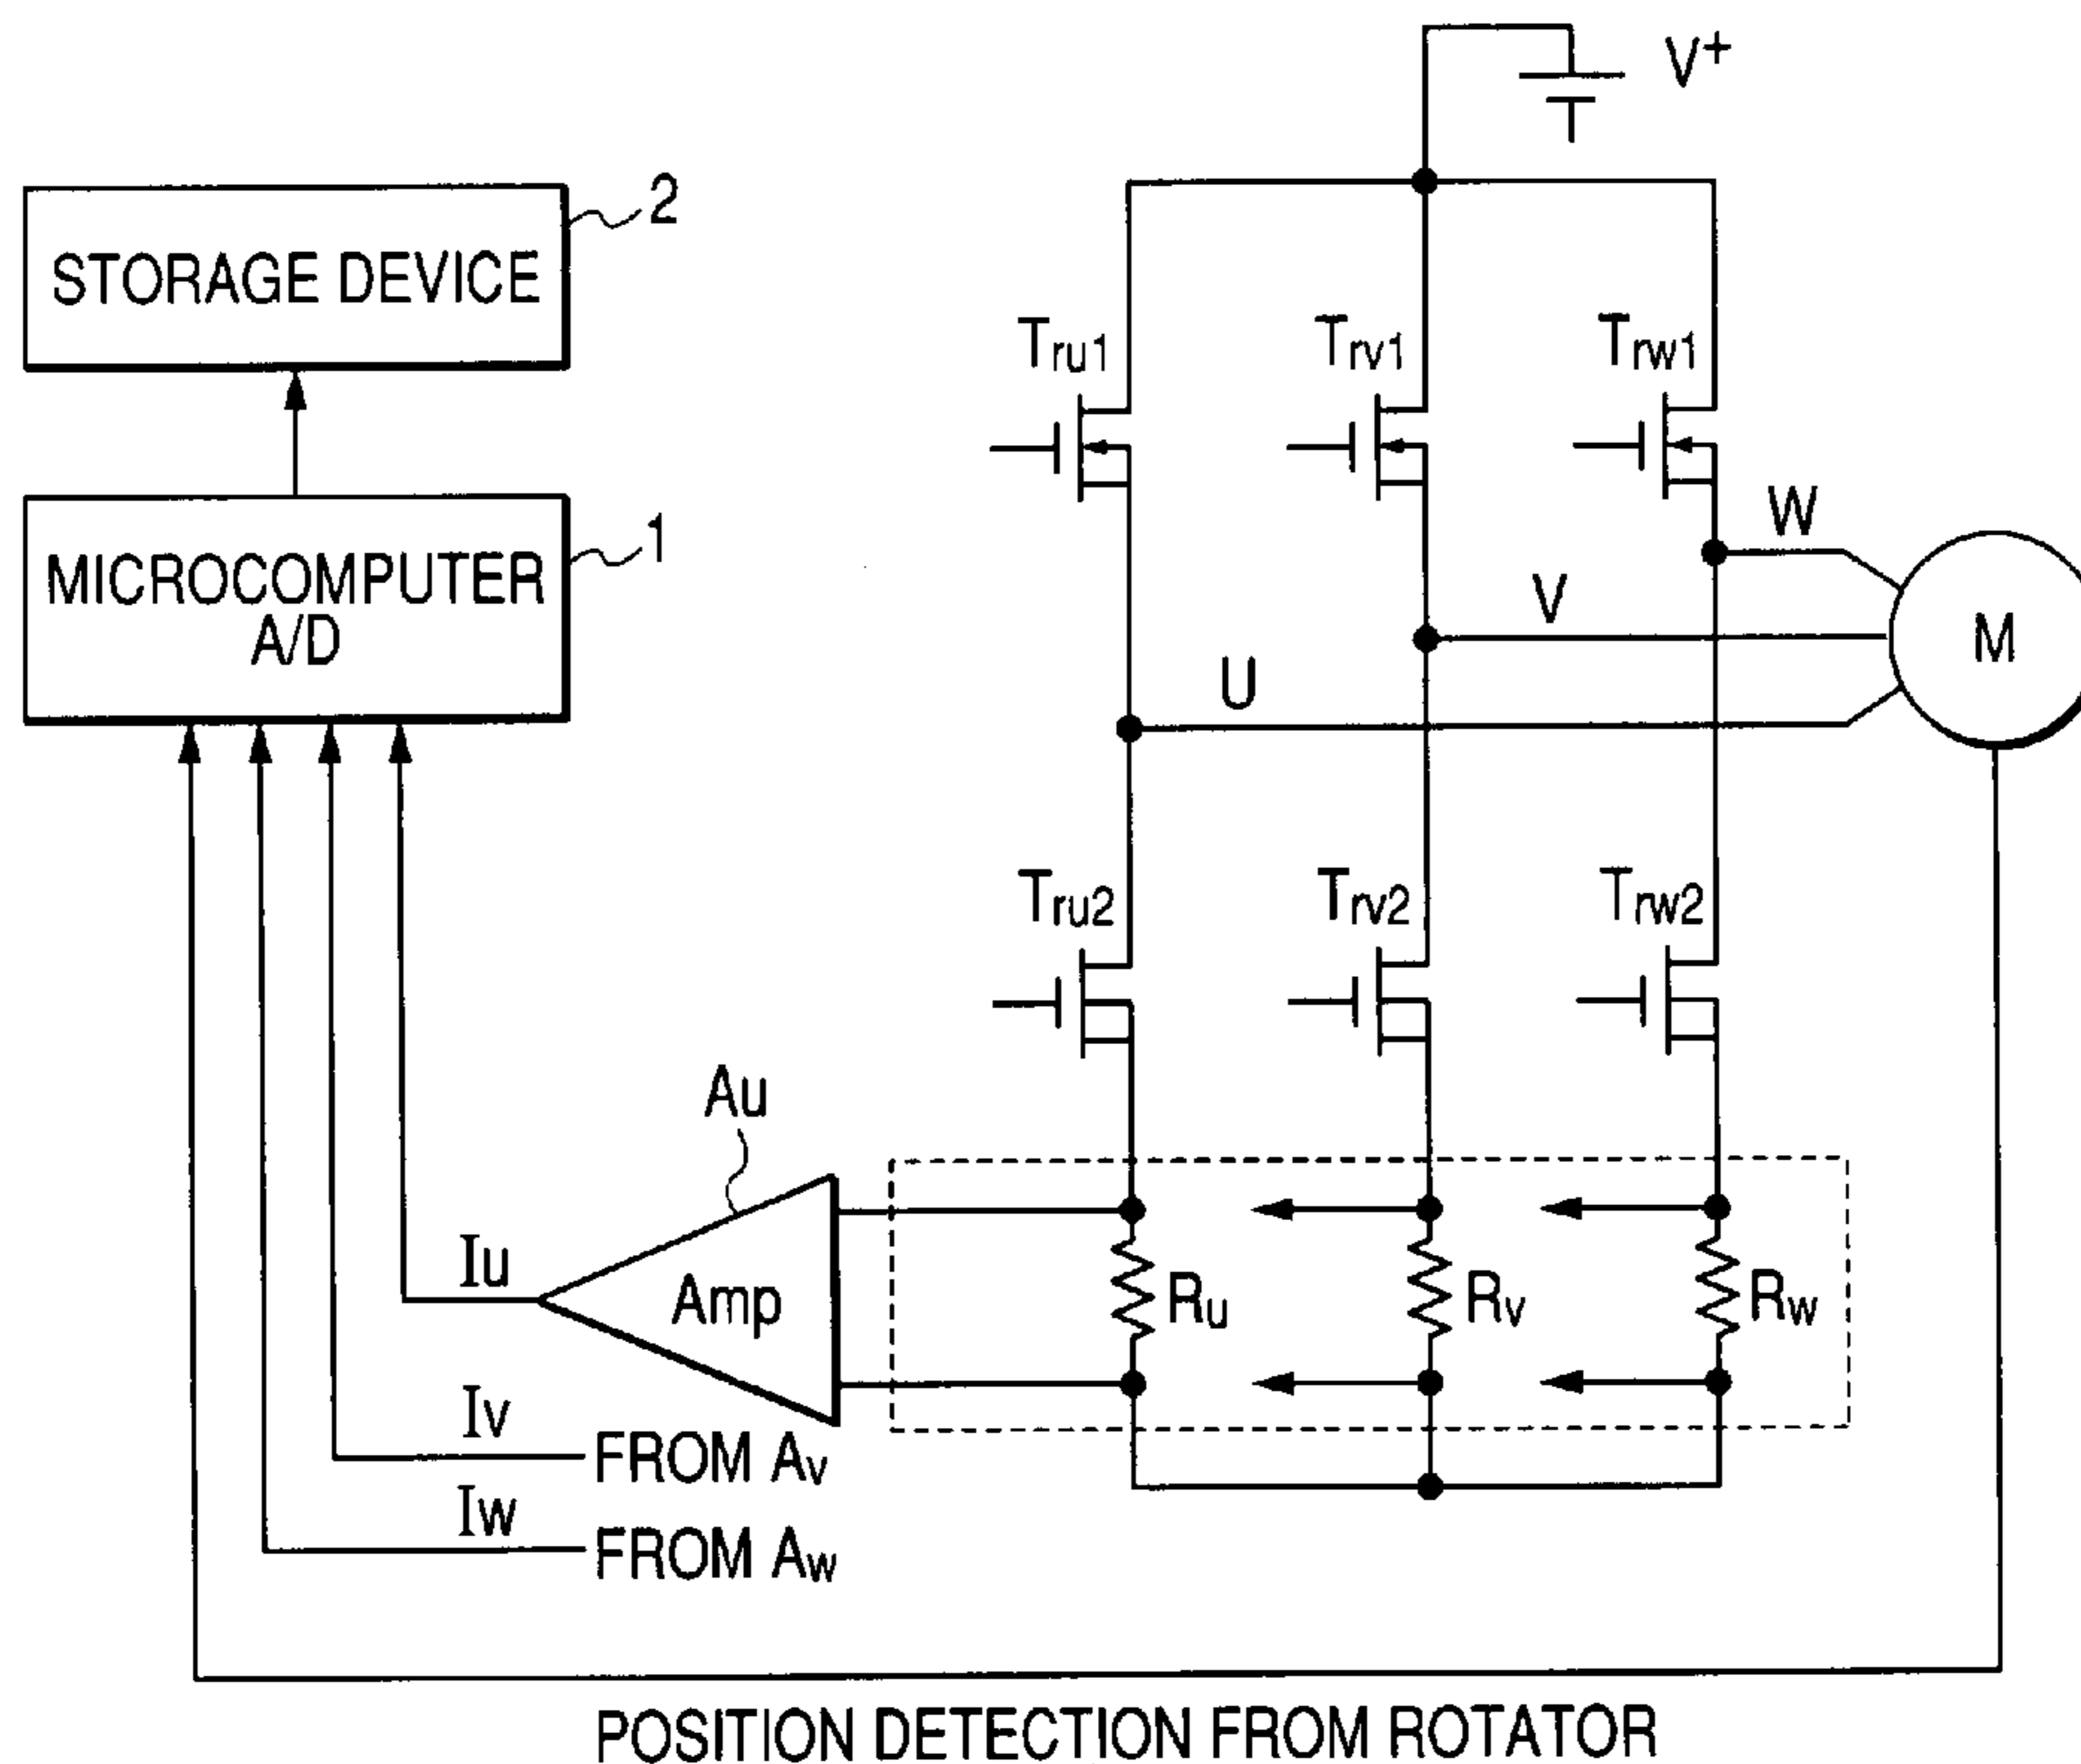 V+
2
STORAGE DEVICE
Tru1
Trv1
Trw1
1
MICROCOMPUTER
A/D
W
V
M
U
Tru2
Trv2
Trw2
Au
Iu
Amp
Ru
Rv
Rw
Iv
FROM Av
Iw
FROM Aw
POSITION DETECTION FROM ROTATOR